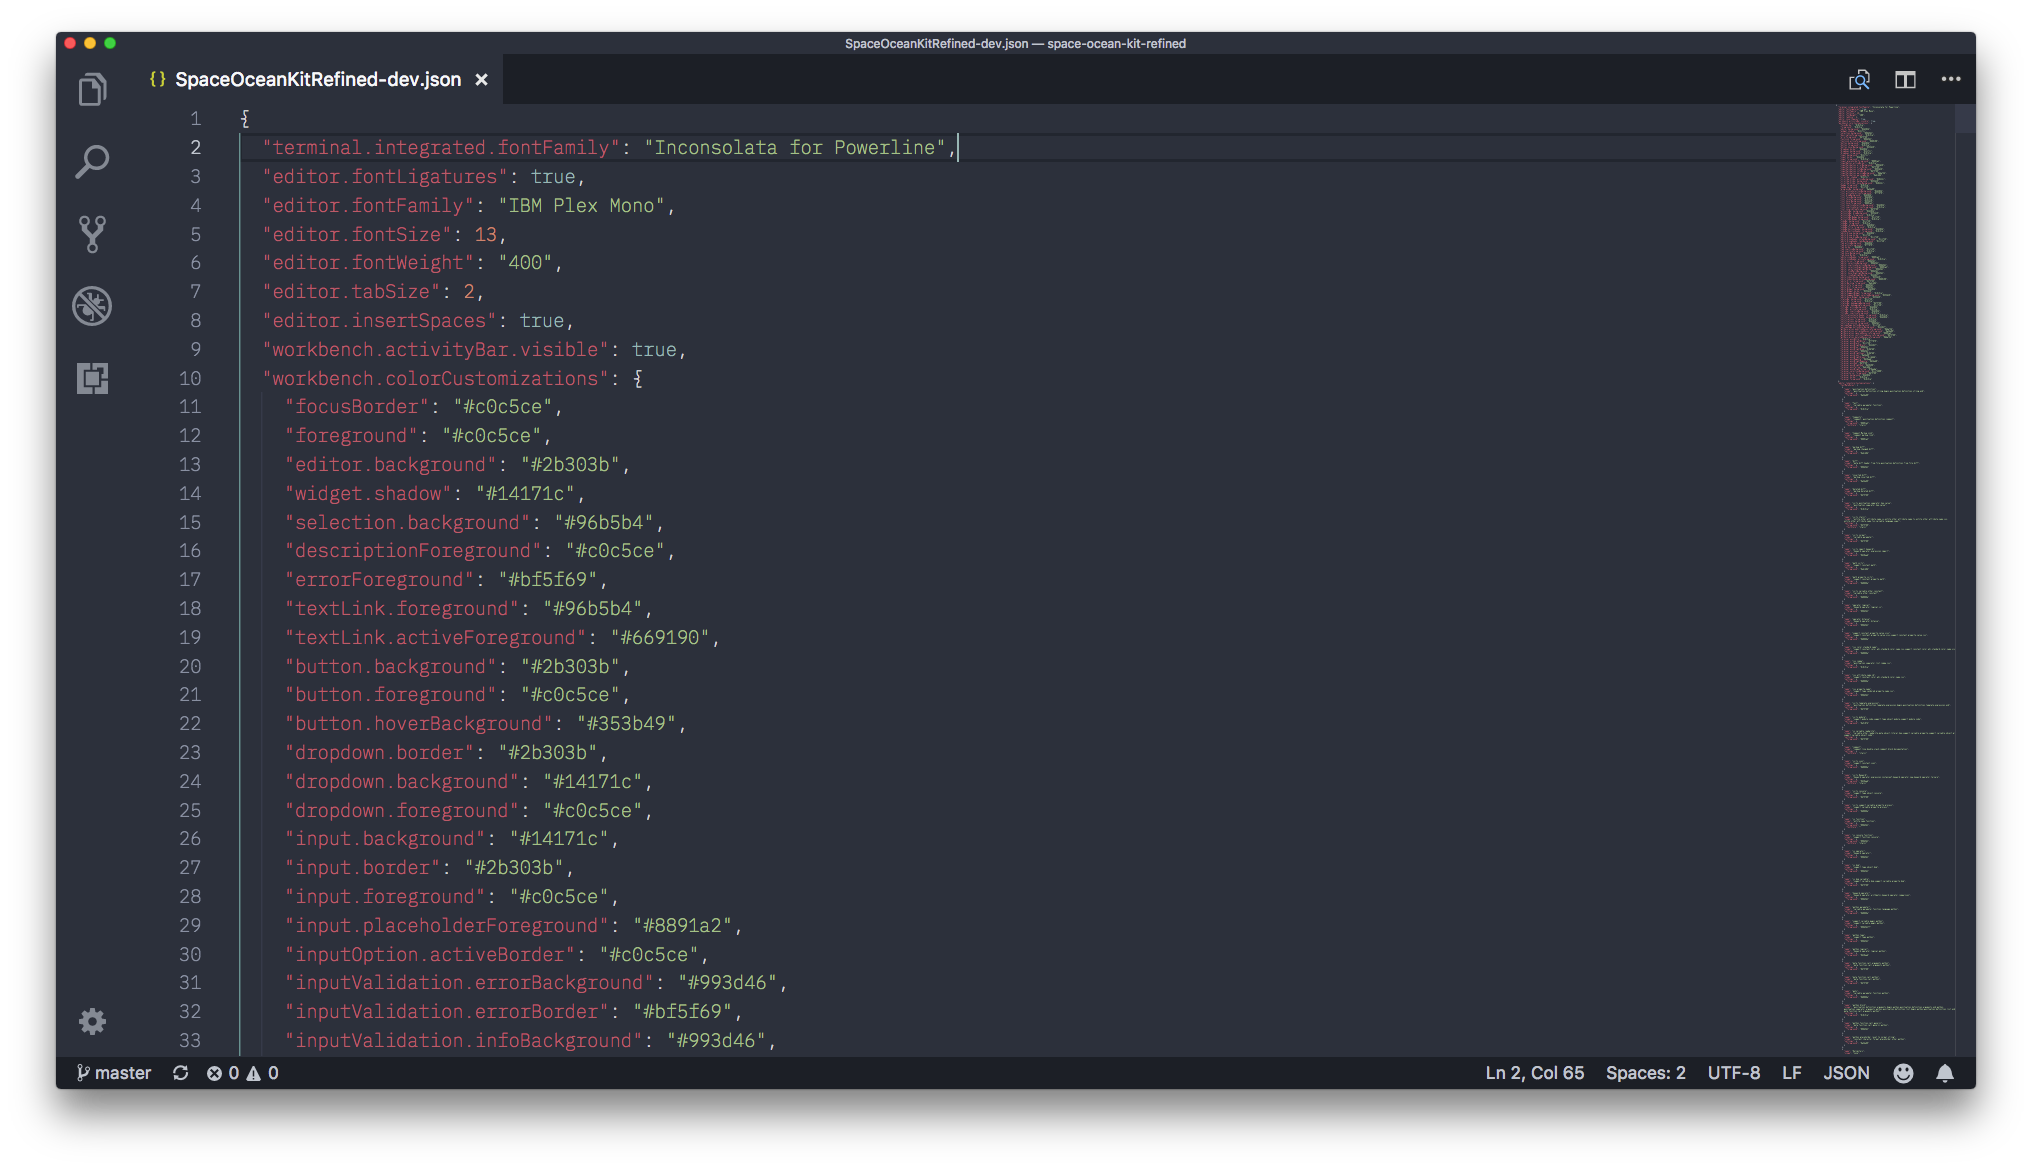 SpaceOceanKitRefined-dev.json — space-ocean-kit-refined
{} SpaceOceanKitRefined-dev.json ×
1 {
2 "terminal.integrated.fontFamily": "Inconsolata for Powerline",
3 "editor.fontLigatures": true,
4 "editor.fontFamily": "IBM Plex Mono",
5 "editor.fontSize": 13,
6 "editor.fontWeight": "400",
7 "editor.tabSize": 2,
8 "editor.insertSpaces": true,
9 "workbench.activityBar.visible": true,
10 "workbench.colorCustomizations": {
11 "focusBorder": "#c0c5ce",
12 "foreground": "#c0c5ce",
13 "editor.background": "#2b303b",
14 "widget.shadow": "#14171c",
15 "selection.background": "#96b5b4",
16 "descriptionForeground": "#c0c5ce",
17 "errorForeground": "#bf5f69",
18 "textLink.foreground": "#96b5b4",
19 "textLink.activeForeground": "#669190",
20 "button.background": "#2b303b",
21 "button.foreground": "#c0c5ce",
22 "button.hoverBackground": "#353b49",
23 "dropdown.border": "#2b303b",
24 "dropdown.background": "#14171c",
25 "dropdown.foreground": "#c0c5ce",
26 "input.background": "#14171c",
27 "input.border": "#2b303b",
28 "input.foreground": "#c0c5ce",
29 "input.placeholderForeground": "#8891a2",
30 "inputOption.activeBorder": "#c0c5ce",
31 "inputValidation.errorBackground": "#993d46",
32 "inputValidation.errorBorder": "#bf5f69",
33 "inputValidation.infoBackground": "#993d46",
master 0 0 Ln 2, Col 65 Spaces: 2 UTF-8 LF JSON